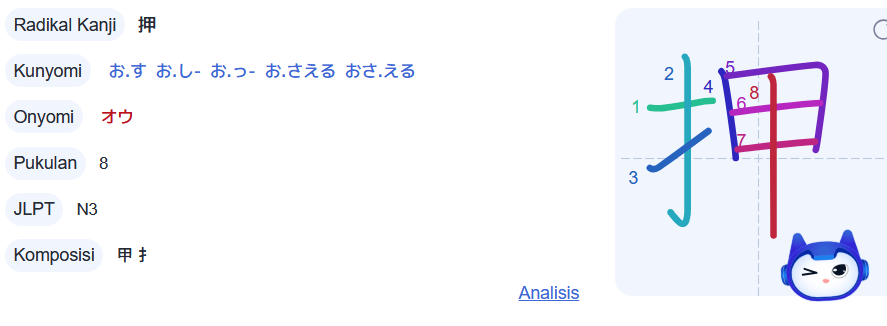 Radikal Kanji 押
Kunyomi お.す お.し- お.っ- お.さえる おさ.える
Onyomi オウ
Pukulan 8
JLPT N3
Komposisi 甲 扌
Analisis
押
1
2
3
4
5
6
7
8